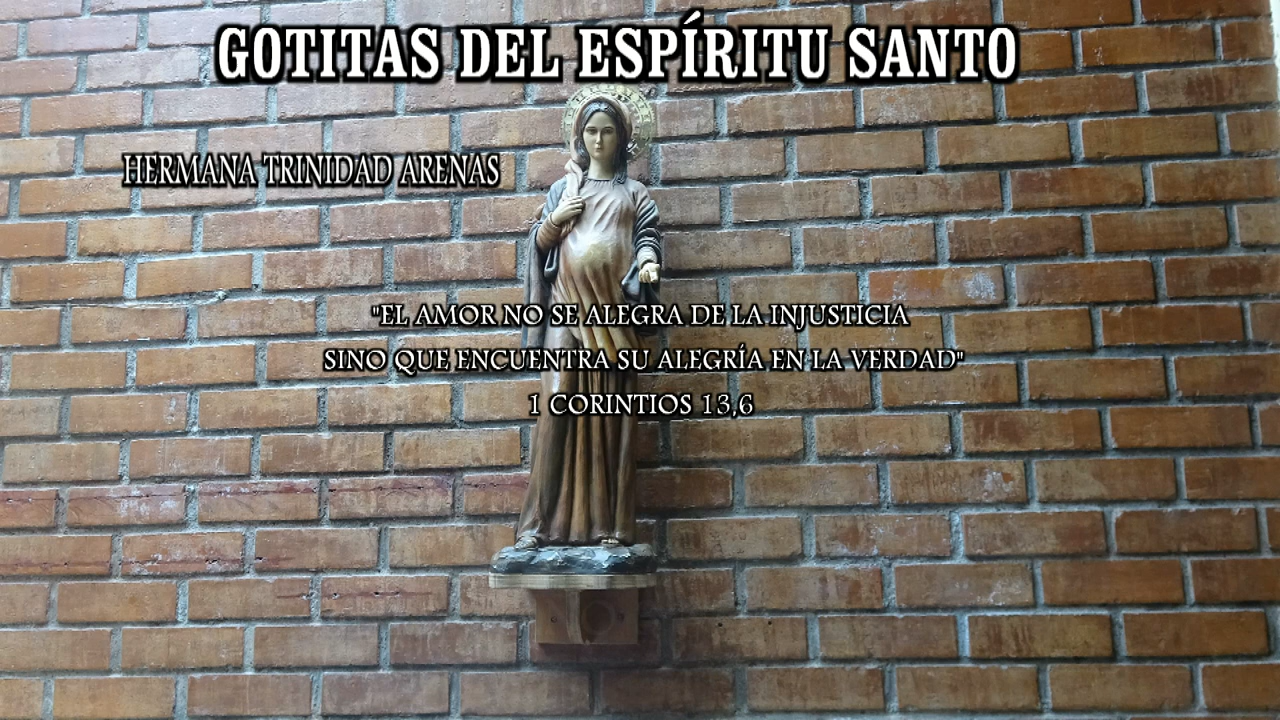 GOTITAS DEL ESPÍRITU SANTO
HERMANA TRINIDAD ARENAS
"EL AMOR NO SE ALEGRA DE LA INJUSTICIA
SINO QUE ENCUENTRA SU ALEGRÍA EN LA VERDAD"
1 CORINTIOS 13,6